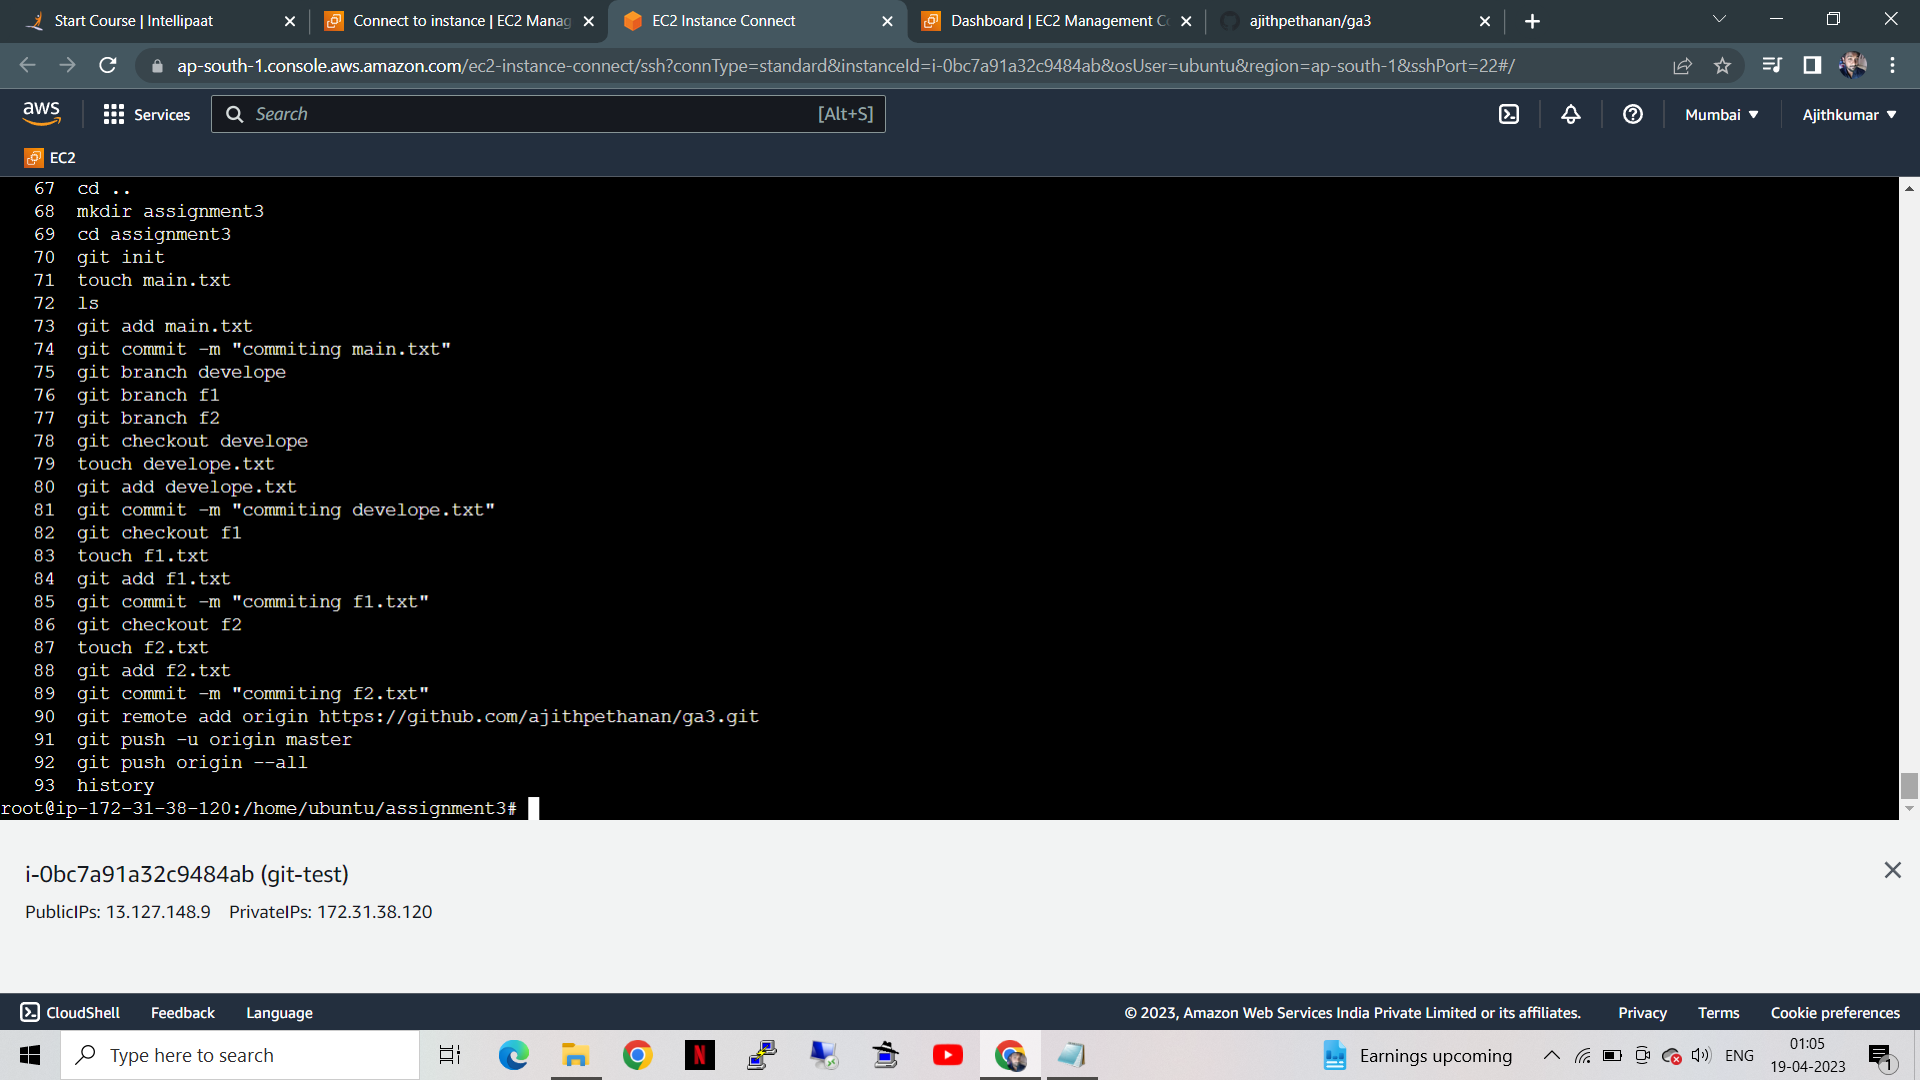 Start Course | Intellipaat
Connect to instance | EC2 Manag
EC2 Instance Connect
Dashboard | EC2 Management Co
ajithpethanan/ga3
ap-south-1.console.aws.amazon.com/ec2-instance-connect/ssh?connType=standard&instanceId=i-0bc7a91a32c9484ab&osUser=ubuntu&region=ap-south-1&sshPort=22#/
aws
Services
Search
[Alt+S]
Mumbai
Ajithkumar
EC2
67 cd ..
68 mkdir assignment3
69 cd assignment3
70 git init
71 touch main.txt
72 ls
73 git add main.txt
74 git commit -m "commiting main.txt"
75 git branch develope
76 git branch f1
77 git branch f2
78 git checkout develope
79 touch develope.txt
80 git add develope.txt
81 git commit -m "commiting develope.txt"
82 git checkout f1
83 touch f1.txt
84 git add f1.txt
85 git commit -m "commiting f1.txt"
86 git checkout f2
87 touch f2.txt
88 git add f2.txt
89 git commit -m "commiting f2.txt"
90 git remote add origin https://github.com/ajithpethanan/ga3.git
91 git push -u origin master
92 git push origin --all
93 history
root@ip-172-31-38-120:/home/ubuntu/assignment3#
i-0bc7a91a32c9484ab (git-test)
PublicIPs: 13.127.148.9 PrivateIPs: 172.31.38.120
CloudShell Feedback Language
© 2023, Amazon Web Services India Private Limited or its affiliates. Privacy Terms Cookie preferences
Type here to search
N
Earnings upcoming
ENG
01:05
19-04-2023
1